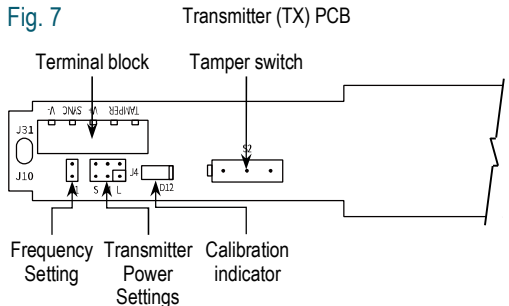 Fig. 7
Transmitter (TX) PCB
Terminal block
Tamper switch
V- SYNC V+ TAMPER
J31
J10
S2
J4
S L
D12
Frequency Setting
Transmitter Power Settings
Calibration indicator